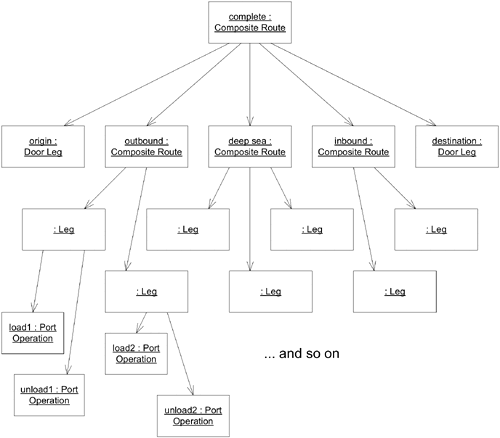 complete :
Composite Route
origin :
Door Leg
outbound :
Composite Route
deep sea :
Composite Route
inbound :
Composite Route
destination :
Door Leg
: Leg
: Leg
: Leg
: Leg
: Leg
: Leg
: Leg
load1 : Port
Operation
load2 : Port
Operation
... and so on
unload1 : Port
Operation
unload2 : Port
Operation